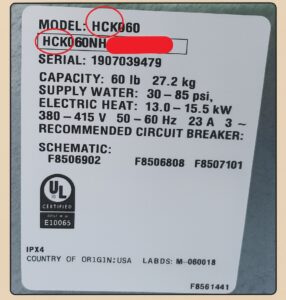 MODEL: HCK060
HCK060NH
SERIAL: 1907039479
CAPACITY: 60 lb 27.2 kg
SUPPLY WATER: 30-85 psi,
ELECTRIC HEAT: 13.0-15.5 kW
380-415 V 50-60 Hz 23 A 3~
RECOMMENDED CIRCUIT BREAKER:
SCHEMATIC:
F8506902 F8506808 F8507101
UL
CERTIFIED
E10065
IPX4
COUNTRY OF ORIGIN:USA LABDS: M-060018
F8561441